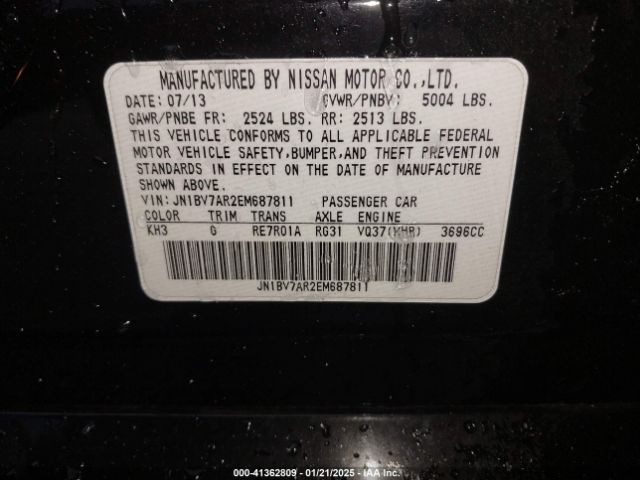 MANUFACTURED BY NISSAN MOTOR CO.,LTD.
DATE: 07/13 GVWR/PNBV: 5004 LBS.
GAWR/PNBE FR: 2524 LBS. RR: 2513 LBS.
THIS VEHICLE CONFORMS TO ALL APPLICABLE FEDERAL
MOTOR VEHICLE SAFETY,BUMPER,AND THEFT PREVENTION
STANDARDS IN EFFECT ON THE DATE OF MANUFACTURE
SHOWN ABOVE.
VIN: JN1BV7AR2EM687811 PASSENGER CAR
COLOR TRIM TRANS AXLE ENGINE
KH3 G RE7R01A RG31 VQ37(VHR) 3696CC
JN1BV7AR2EM687811
000-41362809 - 01/21/2025 - IAA, Inc.